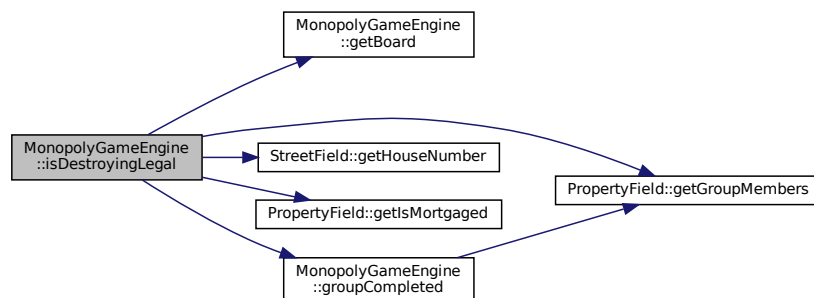 MonopolyGameEngine
::getBoard
MonopolyGameEngine
::isDestroyingLegal
StreetField::getHouseNumber
PropertyField::getGroupMembers
PropertyField::getIsMortgaged
MonopolyGameEngine
::groupCompleted